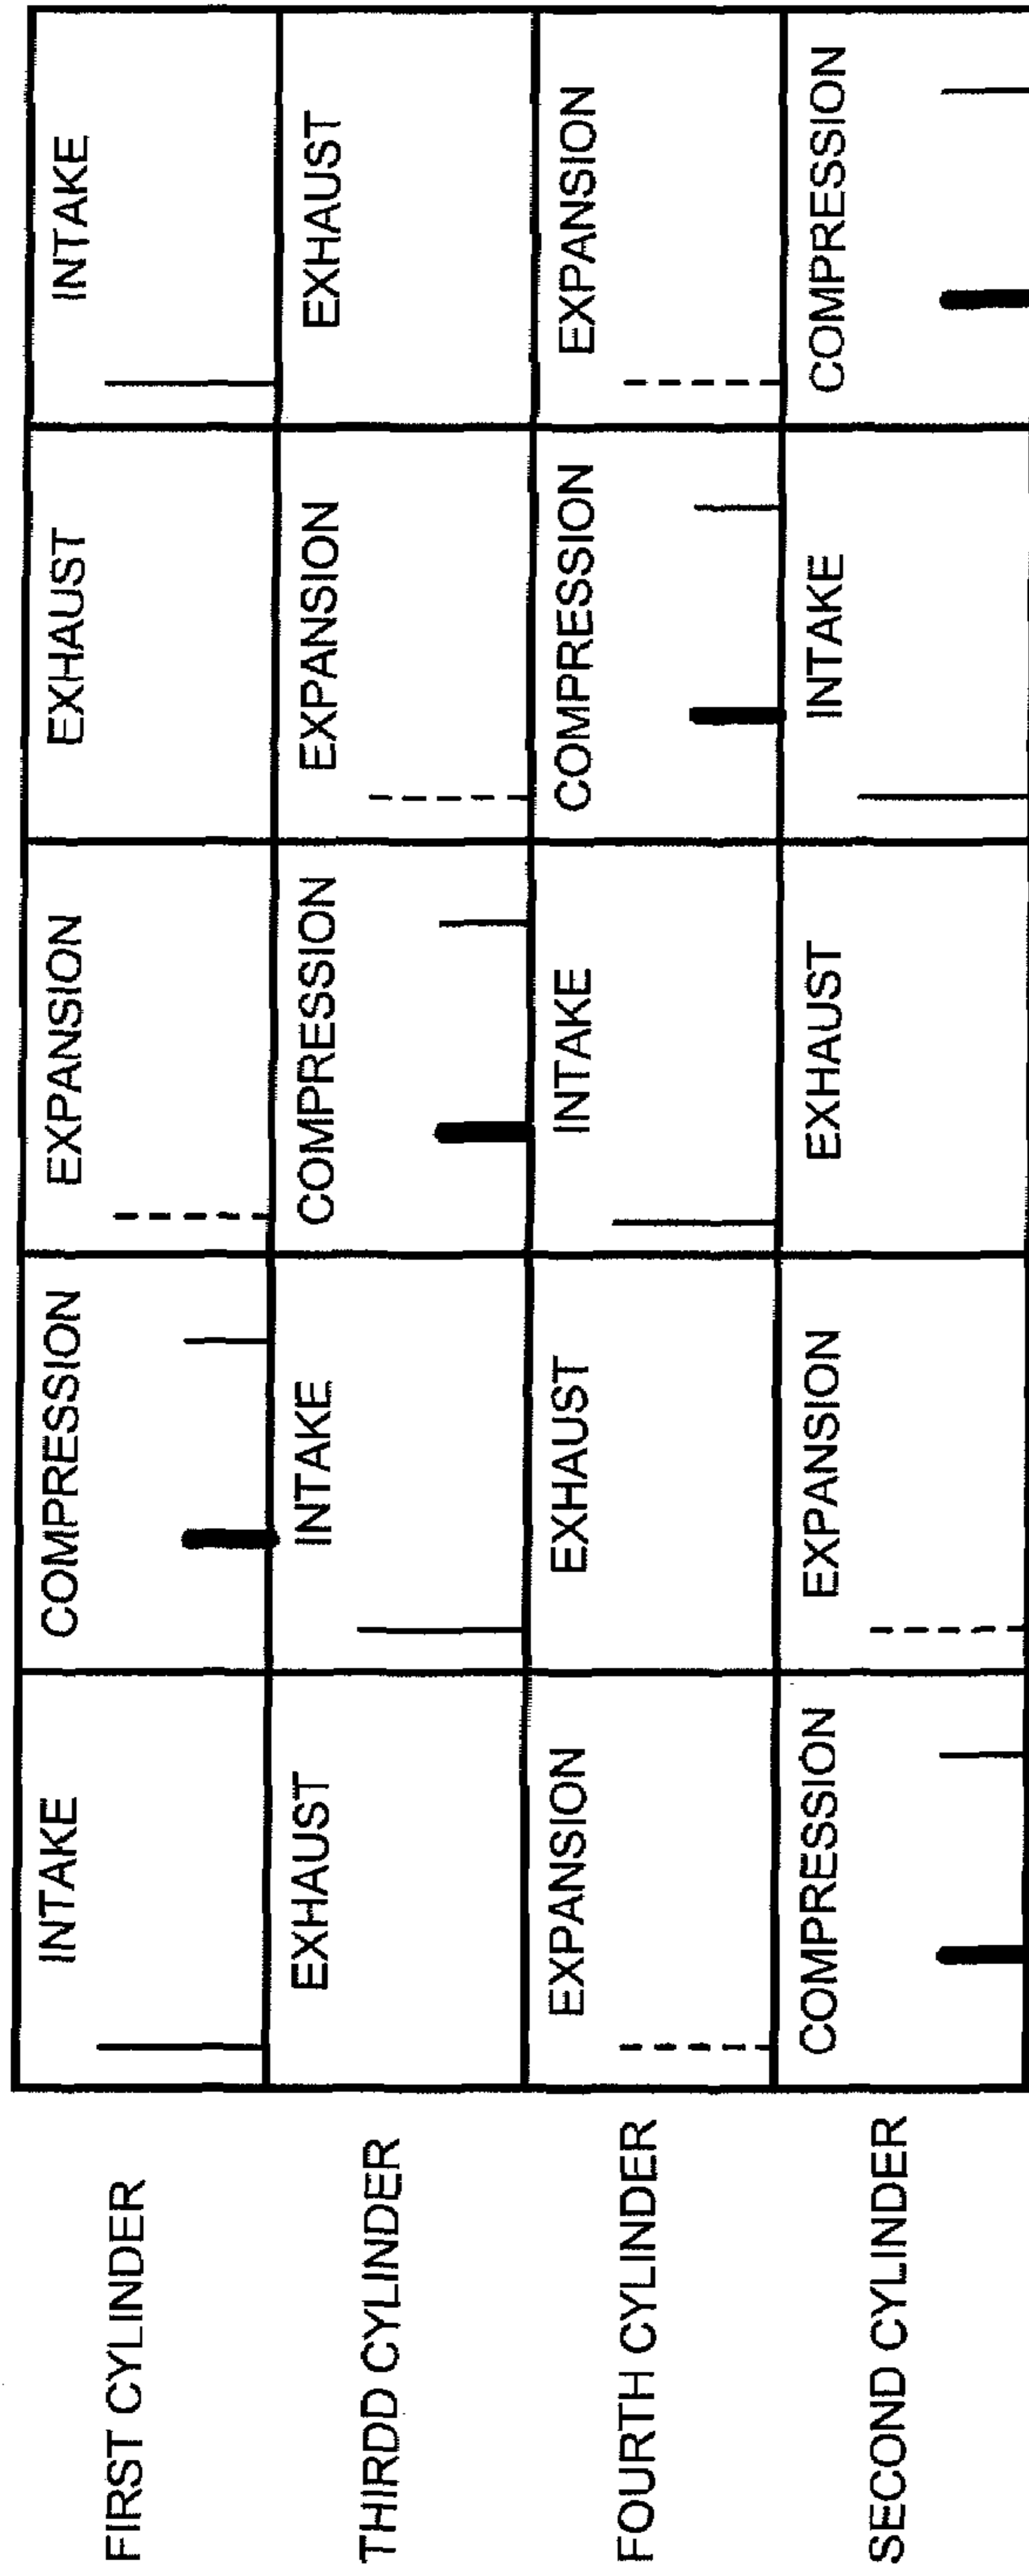 FIRST CYLINDER INTAKE COMPRESSION EXPANSION EXHAUST INTAKE
THIRDD CYLINDER EXHAUST INTAKE COMPRESSION EXPANSION EXHAUST
FOURTH CYLINDER EXPANSION EXHAUST INTAKE COMPRESSION EXPANSION
SECOND CYLINDER COMPRESSION EXPANSION EXHAUST INTAKE COMPRESSION